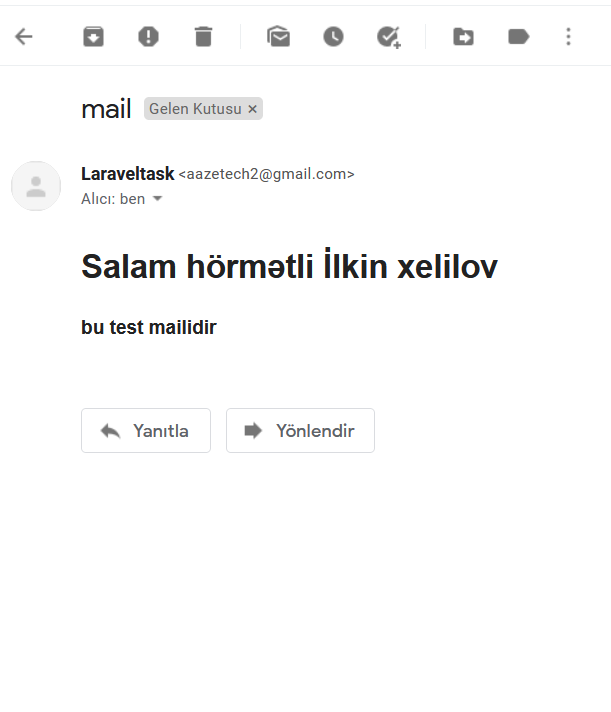 mail Gelen Kutusu ×
Laraveltask <aazetech2@gmail.com>
Alıcı: ben
Salam hörmətli İlkin xelilov
bu test mailidir
Yanıtla Yönlendir